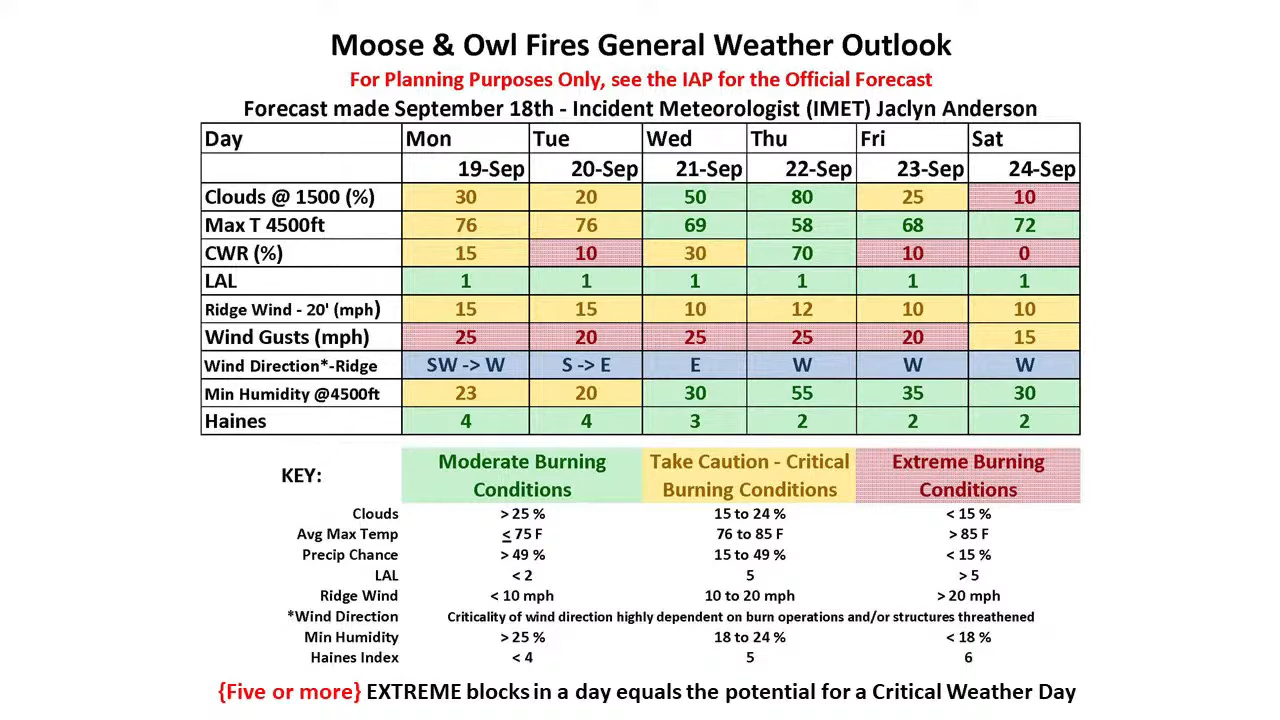 Moose & Owl Fires General Weather Outlook
For Planning Purposes Only, see the IAP for the Official Forecast
Forecast made September 18th - Incident Meteorologist (IMET) Jaclyn Anderson
Day Mon Tue Wed Thu Fri Sat
19-Sep 20-Sep 21-Sep 22-Sep 23-Sep 24-Sep
Clouds @ 1500 (%) 30 20 50 80 25 10
Max T 4500ft 76 76 69 58 68 72
CWR (%) 15 10 30 70 10 0
LAL 1 1 1 1 1 1
Ridge Wind - 20' (mph) 15 15 10 12 10 10
Wind Gusts (mph) 25 20 25 25 20 15
Wind Direction*-Ridge SW -> W S -> E E W W W
Min Humidity @4500ft 23 20 30 55 35 30
Haines 4 4 3 2 2 2
KEY: Moderate Burning Conditions Take Caution - Critical Burning Conditions Extreme Burning Conditions
Clouds > 25 % 15 to 24 % < 15 %
Avg Max Temp ≤ 75 F 76 to 85 F > 85 F
Precip Chance > 49 % 15 to 49 % < 15 %
LAL < 2 5 > 5
Ridge Wind < 10 mph 10 to 20 mph > 20 mph
*Wind Direction Criticality of wind direction highly dependent on burn operations and/or structures threathened
Min Humidity > 25 % 18 to 24 % < 18 %
Haines Index < 4 5 6
{Five or more} EXTREME blocks in a day equals the potential for a Critical Weather Day